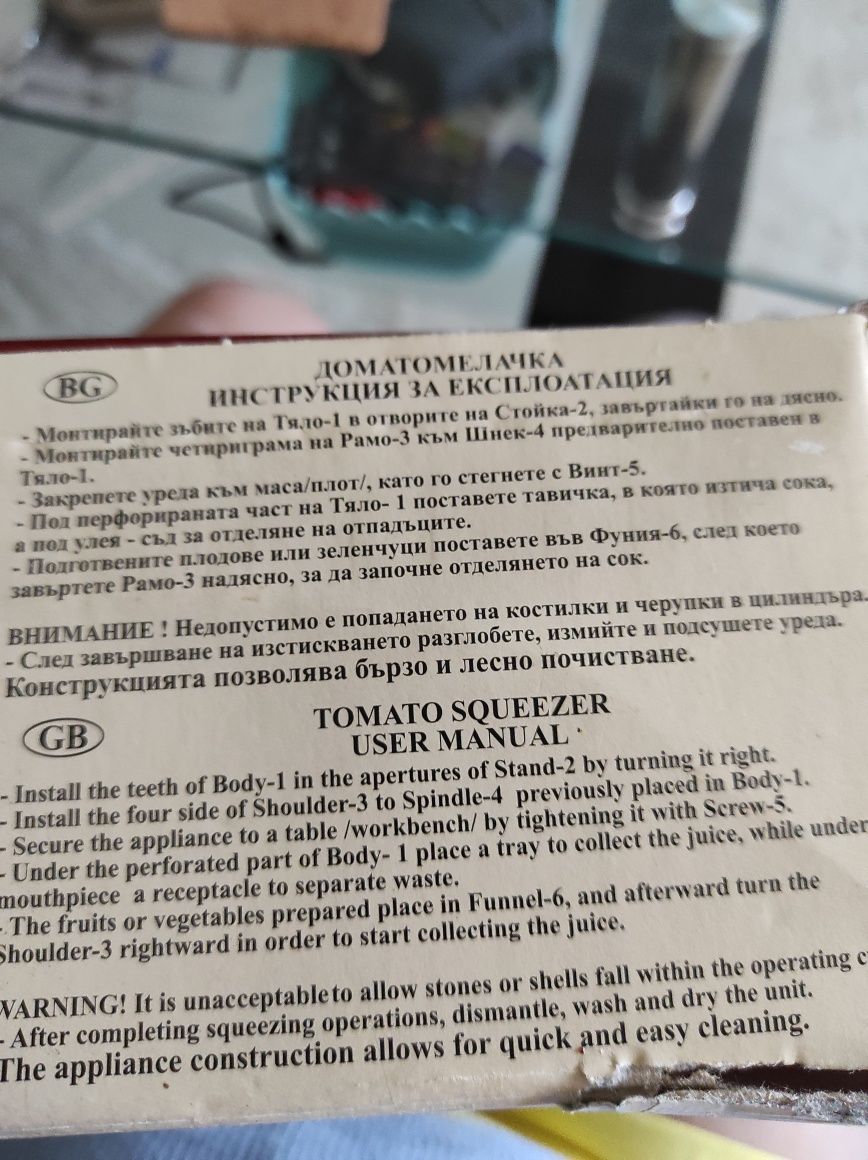 BG
ДОМАТОМЕЛАЧКА
ИНСТРУКЦИЯ ЗА ЕКСПЛОАТАЦИЯ
- Монтирайте зъбите на Тяло-1 в отворите на Стойка-2, завъртайки го на дясно.
- Монтирайте четириграма на Рамо-3 към Шнек-4 предварително поставен в
Тяло-1.
- Закрепете уреда към маса/плот/, като го стегнете с Винт-5.
- Под перфорираната част на Тяло- 1 поставете тавичка, в която изтича сока,
а под улея - съд за отделяне на отпадъците.
- Подготвените плодове или зеленчуци поставете във Фуния-6, след което
завъртете Рамо-3 надясно, за да започне отделянето на сок.
ВНИМАНИЕ ! Недопустимо е попадането на костилки и черупки в цилиндъра.
- След завършване на изстискването разглобете, измийте и подсушете уреда.
Конструкцията позволява бързо и лесно почистване.
GB
TOMATO SQUEEZER
USER MANUAL
- Install the teeth of Body-1 in the apertures of Stand-2 by turning it right.
- Install the four side of Shoulder-3 to Spindle-4 previously placed in Body-1.
- Secure the appliance to a table /workbench/ by tightening it with Screw-5.
- Under the perforated part of Body- 1 place a tray to collect the juice, while under
mouthpiece a receptacle to separate waste.
- The fruits or vegetables prepared place in Funnel-6, and afterward turn the
Shoulder-3 rightward in order to start collecting the juice.
WARNING! It is unacceptable to allow stones or shells fall within the operating
- After completing squeezing operations, dismantle, wash and dry the unit.
The appliance construction allows for quick and easy cleaning.